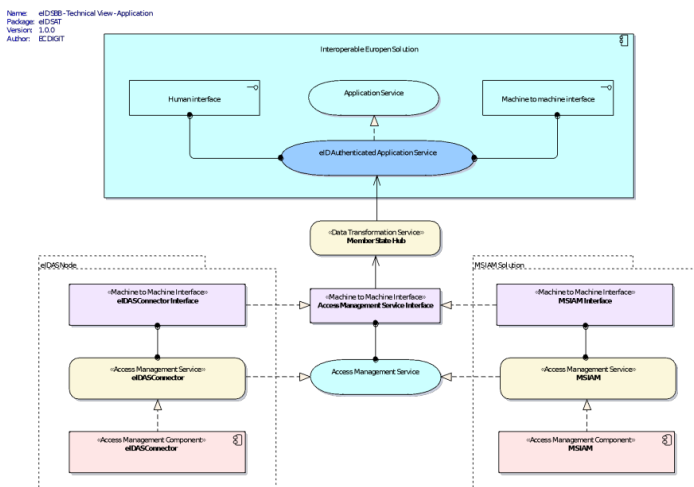 Name: eIDSBB - Technical View - Application
Package: eIDSAT
Version: 1.0.0
Author: EC DIGIT
Interoperable Europen Solution
Human interface
Application Service
Machine to machine interface
eID Authenticated Application Service
«Data Transformation Service»
Member State Hub
eIDAS Node
MSIAM Solution
«Machine to Machine Interface»
eIDASConnector Interface
«Machine to Machine Interface»
Access Management Service Interface
«Machine to Machine Interface»
MSIAM Interface
«Access Management Service»
eIDASConnector
Access Management Service
«Access Management Service»
MSIAM
«Access Management Component»
eIDASConnector
«Access Management Component»
MSIAM